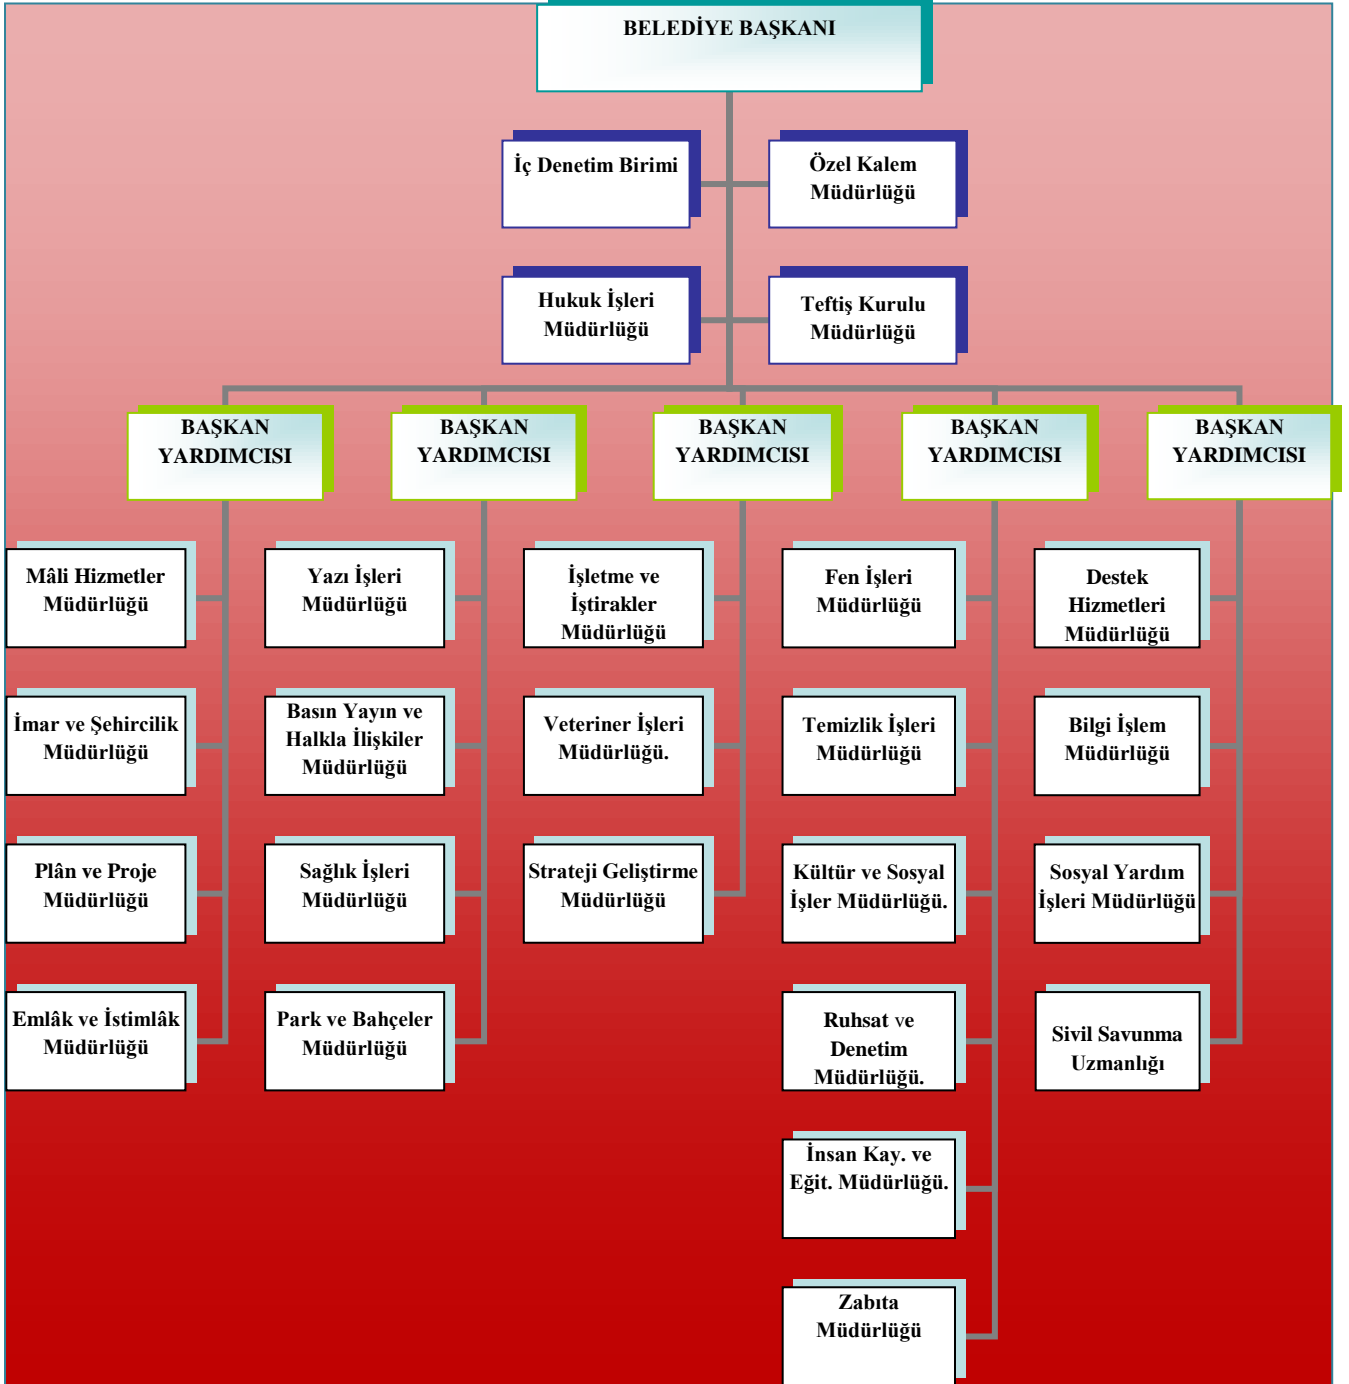 BELEDİYE BAŞKANI
İç Denetim Birimi
Özel Kalem
Müdürlüğü
Hukuk İşleri
Müdürlüğü
Teftiş Kurulu
Müdürlüğü
BAŞKAN
YARDIMCISI
BAŞKAN
YARDIMCISI
BAŞKAN
YARDIMCISI
BAŞKAN
YARDIMCISI
BAŞKAN
YARDIMCISI
Mâli Hizmetler
Müdürlüğü
Yazı İşleri
Müdürlüğü
İşletme ve
İştirakler
Müdürlüğü
Fen İşleri
Müdürlüğü
Destek
Hizmetleri
Müdürlüğü
İmar ve Şehircilik
Müdürlüğü
Basın Yayın ve
Halkla İlişkiler
Müdürlüğü
Veteriner İşleri
Müdürlüğü.
Temizlik İşleri
Müdürlüğü
Bilgi İşlem
Müdürlüğü
Plân ve Proje
Müdürlüğü
Sağlık İşleri
Müdürlüğü
Strateji Geliştirme
Müdürlüğü
Kültür ve Sosyal
İşler Müdürlüğü.
Sosyal Yardım
İşleri Müdürlüğü
Emlâk ve İstimlâk
Müdürlüğü
Park ve Bahçeler
Müdürlüğü
Ruhsat ve
Denetim
Müdürlüğü.
Sivil Savunma
Uzmanlığı
İnsan Kay. ve
Eğit. Müdürlüğü.
Zabıta
Müdürlüğü